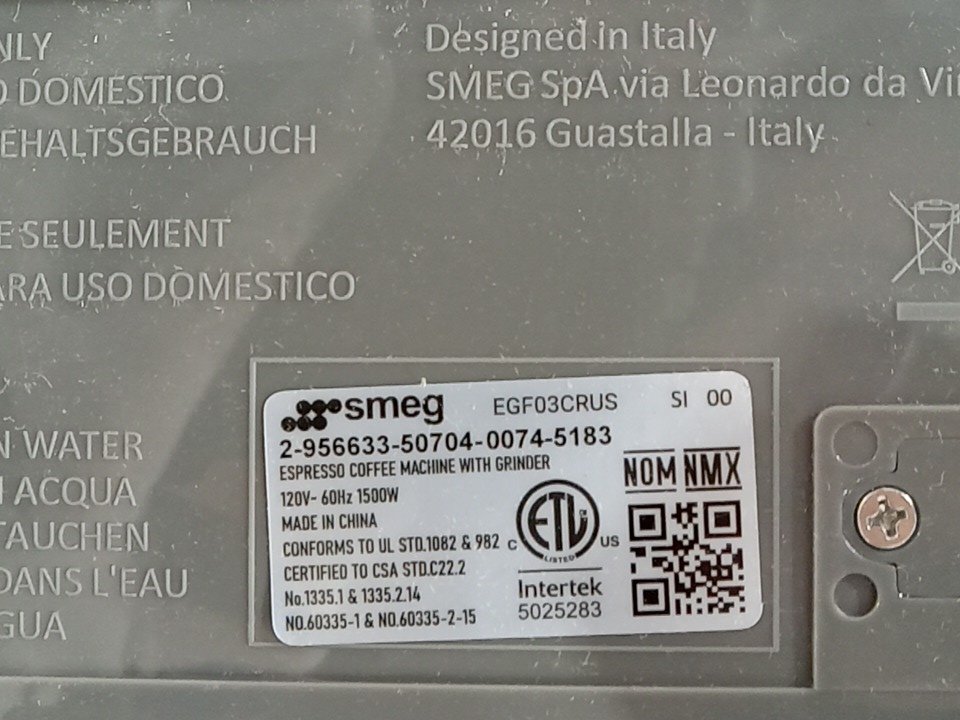 NLY
O DOMESTICO
EHALTSGEBRAUCH
E SEULEMENT
ARA USO DOMESTICO
Designed in Italy
SMEG SpA via Leonardo da Vi
42016 Guastalla - Italy
N WATER
ACQUA
TAUCHEN
DANS L'EAU
GUA
smeg EGF03CRUS SI 00
2-956633-50704-0074-5183
ESPRESSO COFFEE MACHINE WITH GRINDER
120V~ 60Hz 1500W
MADE IN CHINA
CONFORMS TO UL STD.1082 & 982
CERTIFIED TO CSA STD.C22.2
No.1335.1 & 1335.2.14
NO.60335-1 & NO.60335-2-15
C ETL US
LISTED
Intertek
5025283
NOM NMX